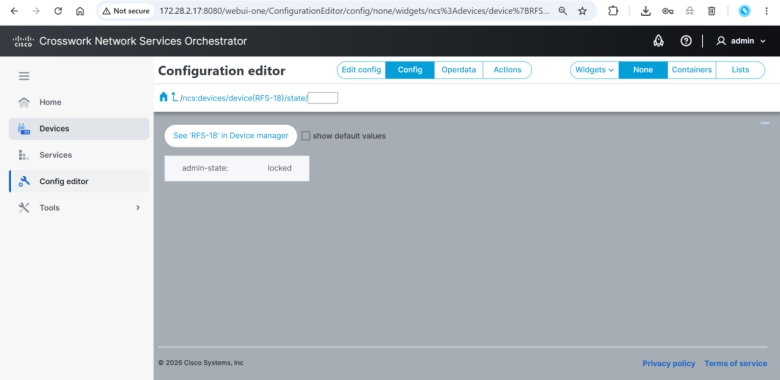 Not secure 172.28.2.17:8080/webui-one/ConfigurationEditor/config/none/widgets/ncs%3Adevices/device%7BRFS...
CISCO Crosswork Network Services Orchestrator admin
Configuration editor Edit config Config Operdata Actions Widgets None Containers Lists
/ncs:devices/device{RFS-18}/state/
Home
Devices
Services
Config editor
Tools
See 'RFS-18' in Device manager show default values
admin-state: locked
© 2026 Cisco Systems, Inc Privacy policy Terms of service